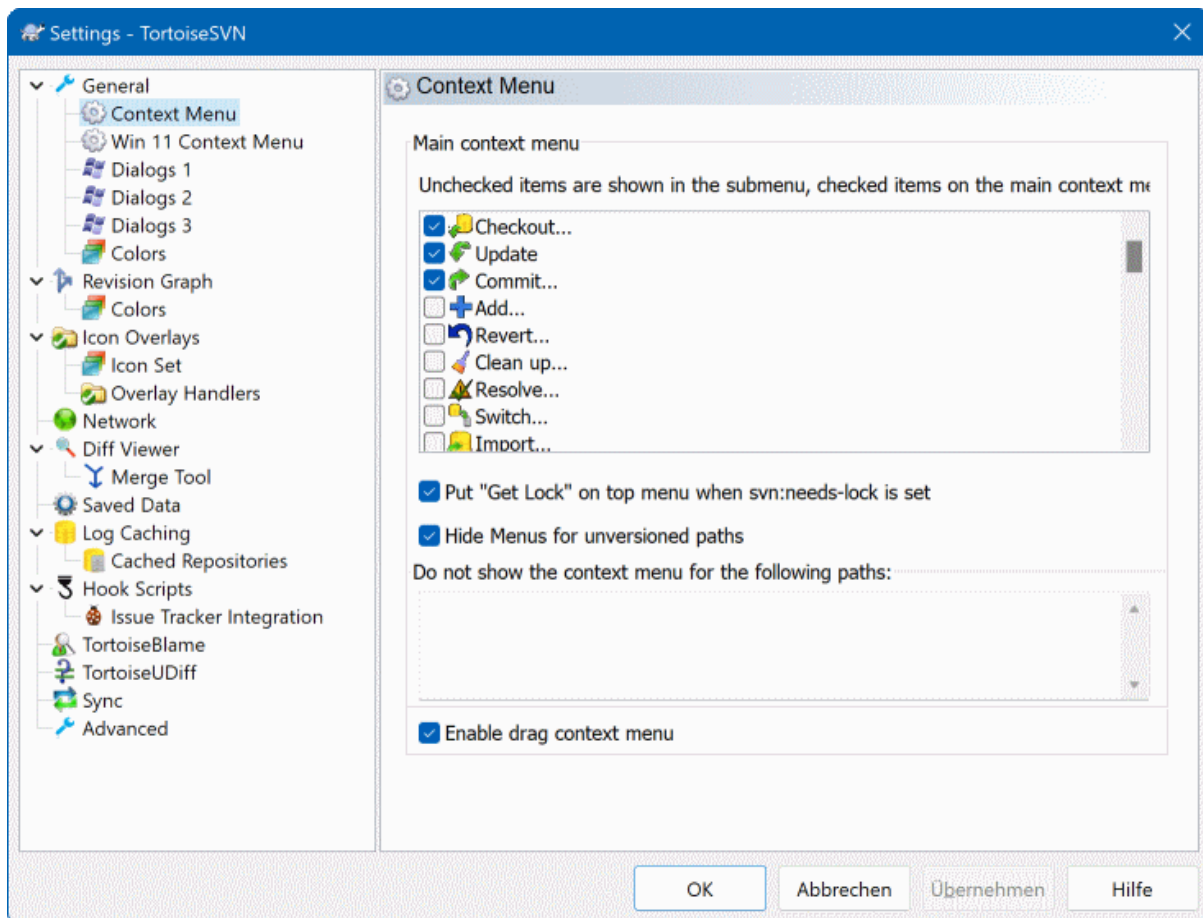 Settings - TortoiseSVN
General
Context Menu
Win 11 Context Menu
Dialogs 1
Dialogs 2
Dialogs 3
Colors
Revision Graph
Colors
Icon Overlays
Icon Set
Overlay Handlers
Network
Diff Viewer
Merge Tool
Saved Data
Log Caching
Cached Repositories
Hook Scripts
Issue Tracker Integration
TortoiseBlame
TortoiseUDiff
Sync
Advanced
Context Menu
Main context menu
Unchecked items are shown in the submenu, checked items on the main context me
Checkout...
Update
Commit...
Add...
Revert...
Clean up...
Resolve...
Switch...
Import...
Put "Get Lock" on top menu when svn:needs-lock is set
Hide Menus for unversioned paths
Do not show the context menu for the following paths:
Enable drag context menu
OK Abbrechen Übernehmen Hilfe